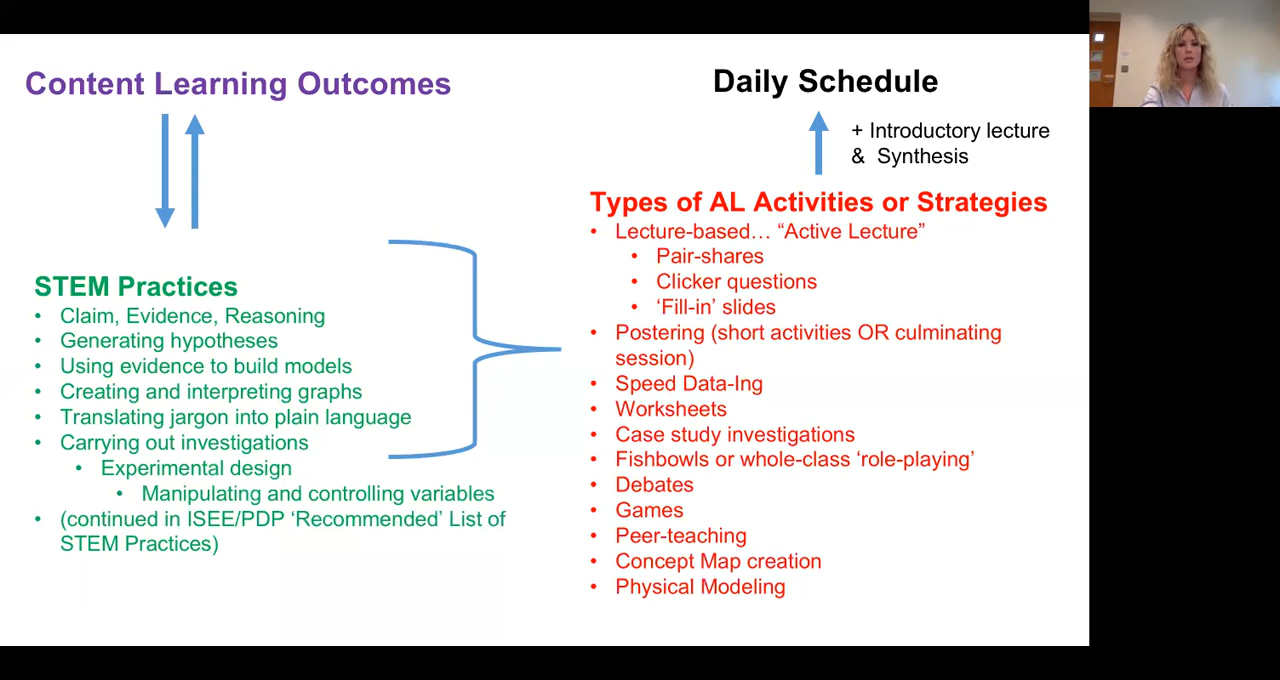 Content Learning Outcomes
STEM Practices
• Claim, Evidence, Reasoning
• Generating hypotheses
• Using evidence to build models
• Creating and interpreting graphs
• Translating jargon into plain language
• Carrying out investigations
• Experimental design
• Manipulating and controlling variables
• (continued in ISEE/PDP ‘Recommended’ List of
STEM Practices)
Daily Schedule
+ Introductory lecture
& Synthesis
Types of AL Activities or Strategies
• Lecture-based… “Active Lecture”
• Pair-shares
• Clicker questions
• ‘Fill-in’ slides
• Postering (short activities OR culminating
session)
• Speed Data-Ing
• Worksheets
• Case study investigations
• Fishbowls or whole-class ‘role-playing’
• Debates
• Games
• Peer-teaching
• Concept Map creation
• Physical Modeling